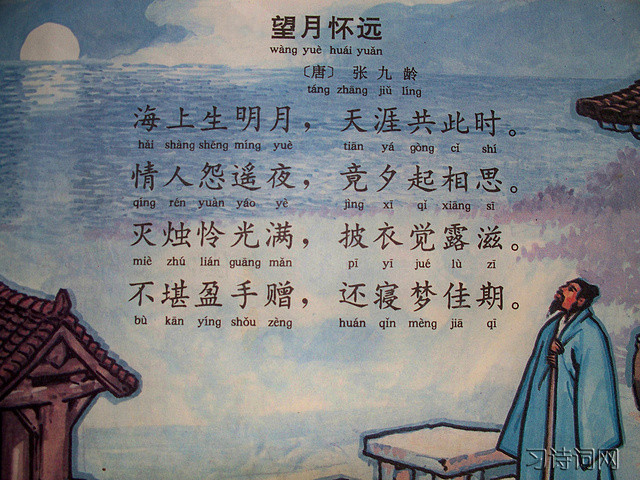 望月怀远
wàng yuè huái yuǎn
〔唐〕 张九龄
táng zhāng jiǔ líng
海上生明月，天涯共此时。
hǎi shàng shēng míng yuè tiān yá gòng cǐ shí
情人怨遥夜，竟夕起相思。
qíng rén yuàn yáo yè jìng xī qǐ xiāng sī
灭烛怜光满，披衣觉露滋。
miè zhú lián guāng mǎn pī yī jué lù zī
不堪盈手赠，还寝梦佳期。
bù kān yíng shǒu zèng huán qǐn mèng jiā qī
习诗词网